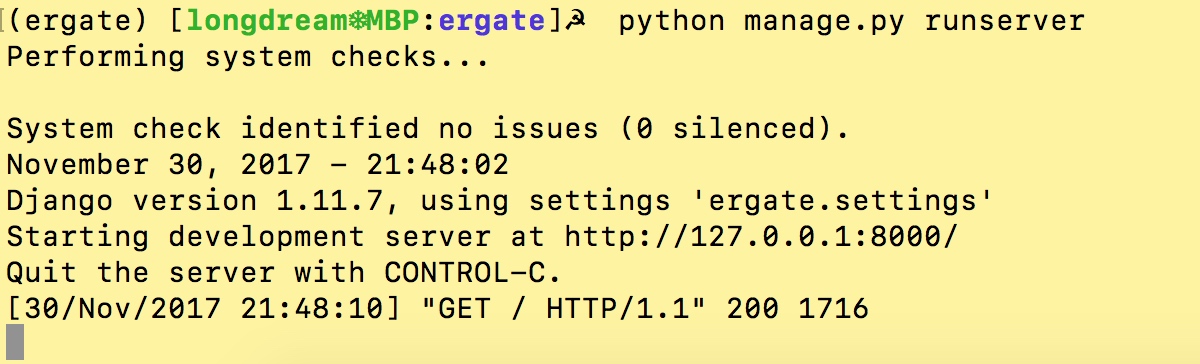 [(ergate) [longdream❄MBP:ergate]☭  python manage.py runserver
Performing system checks...
System check identified no issues (0 silenced).
November 30, 2017 - 21:48:02
Django version 1.11.7, using settings 'ergate.settings'
Starting development server at http://127.0.0.1:8000/
Quit the server with CONTROL-C.
[30/Nov/2017 21:48:10] "GET / HTTP/1.1" 200 1716